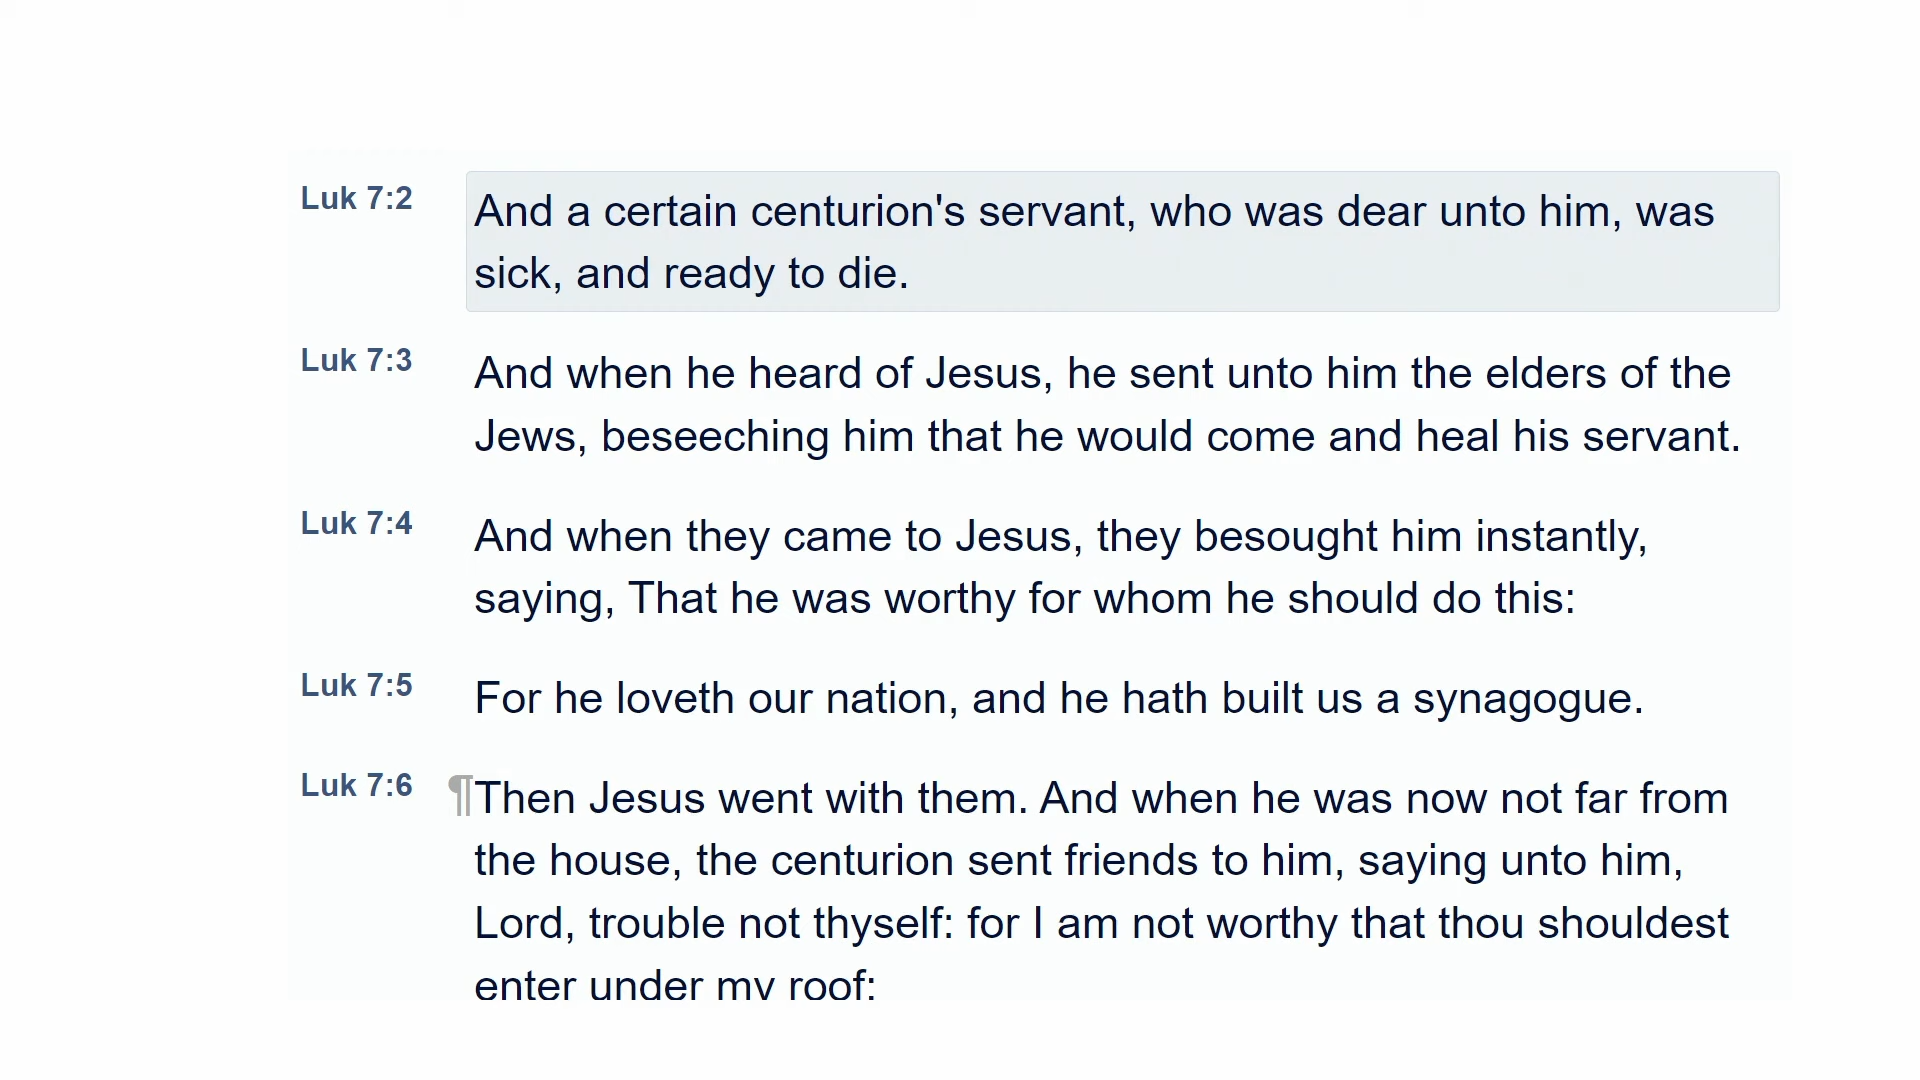 Luk 7:2 And a certain centurion's servant, who was dear unto him, was
sick, and ready to die.
Luk 7:3 And when he heard of Jesus, he sent unto him the elders of the
Jews, beseeching him that he would come and heal his servant.
Luk 7:4 And when they came to Jesus, they besought him instantly,
saying, That he was worthy for whom he should do this:
Luk 7:5 For he loveth our nation, and he hath built us a synagogue.
Luk 7:6 ¶Then Jesus went with them. And when he was now not far from
the house, the centurion sent friends to him, saying unto him,
Lord, trouble not thyself: for I am not worthy that thou shouldest
enter under my roof: